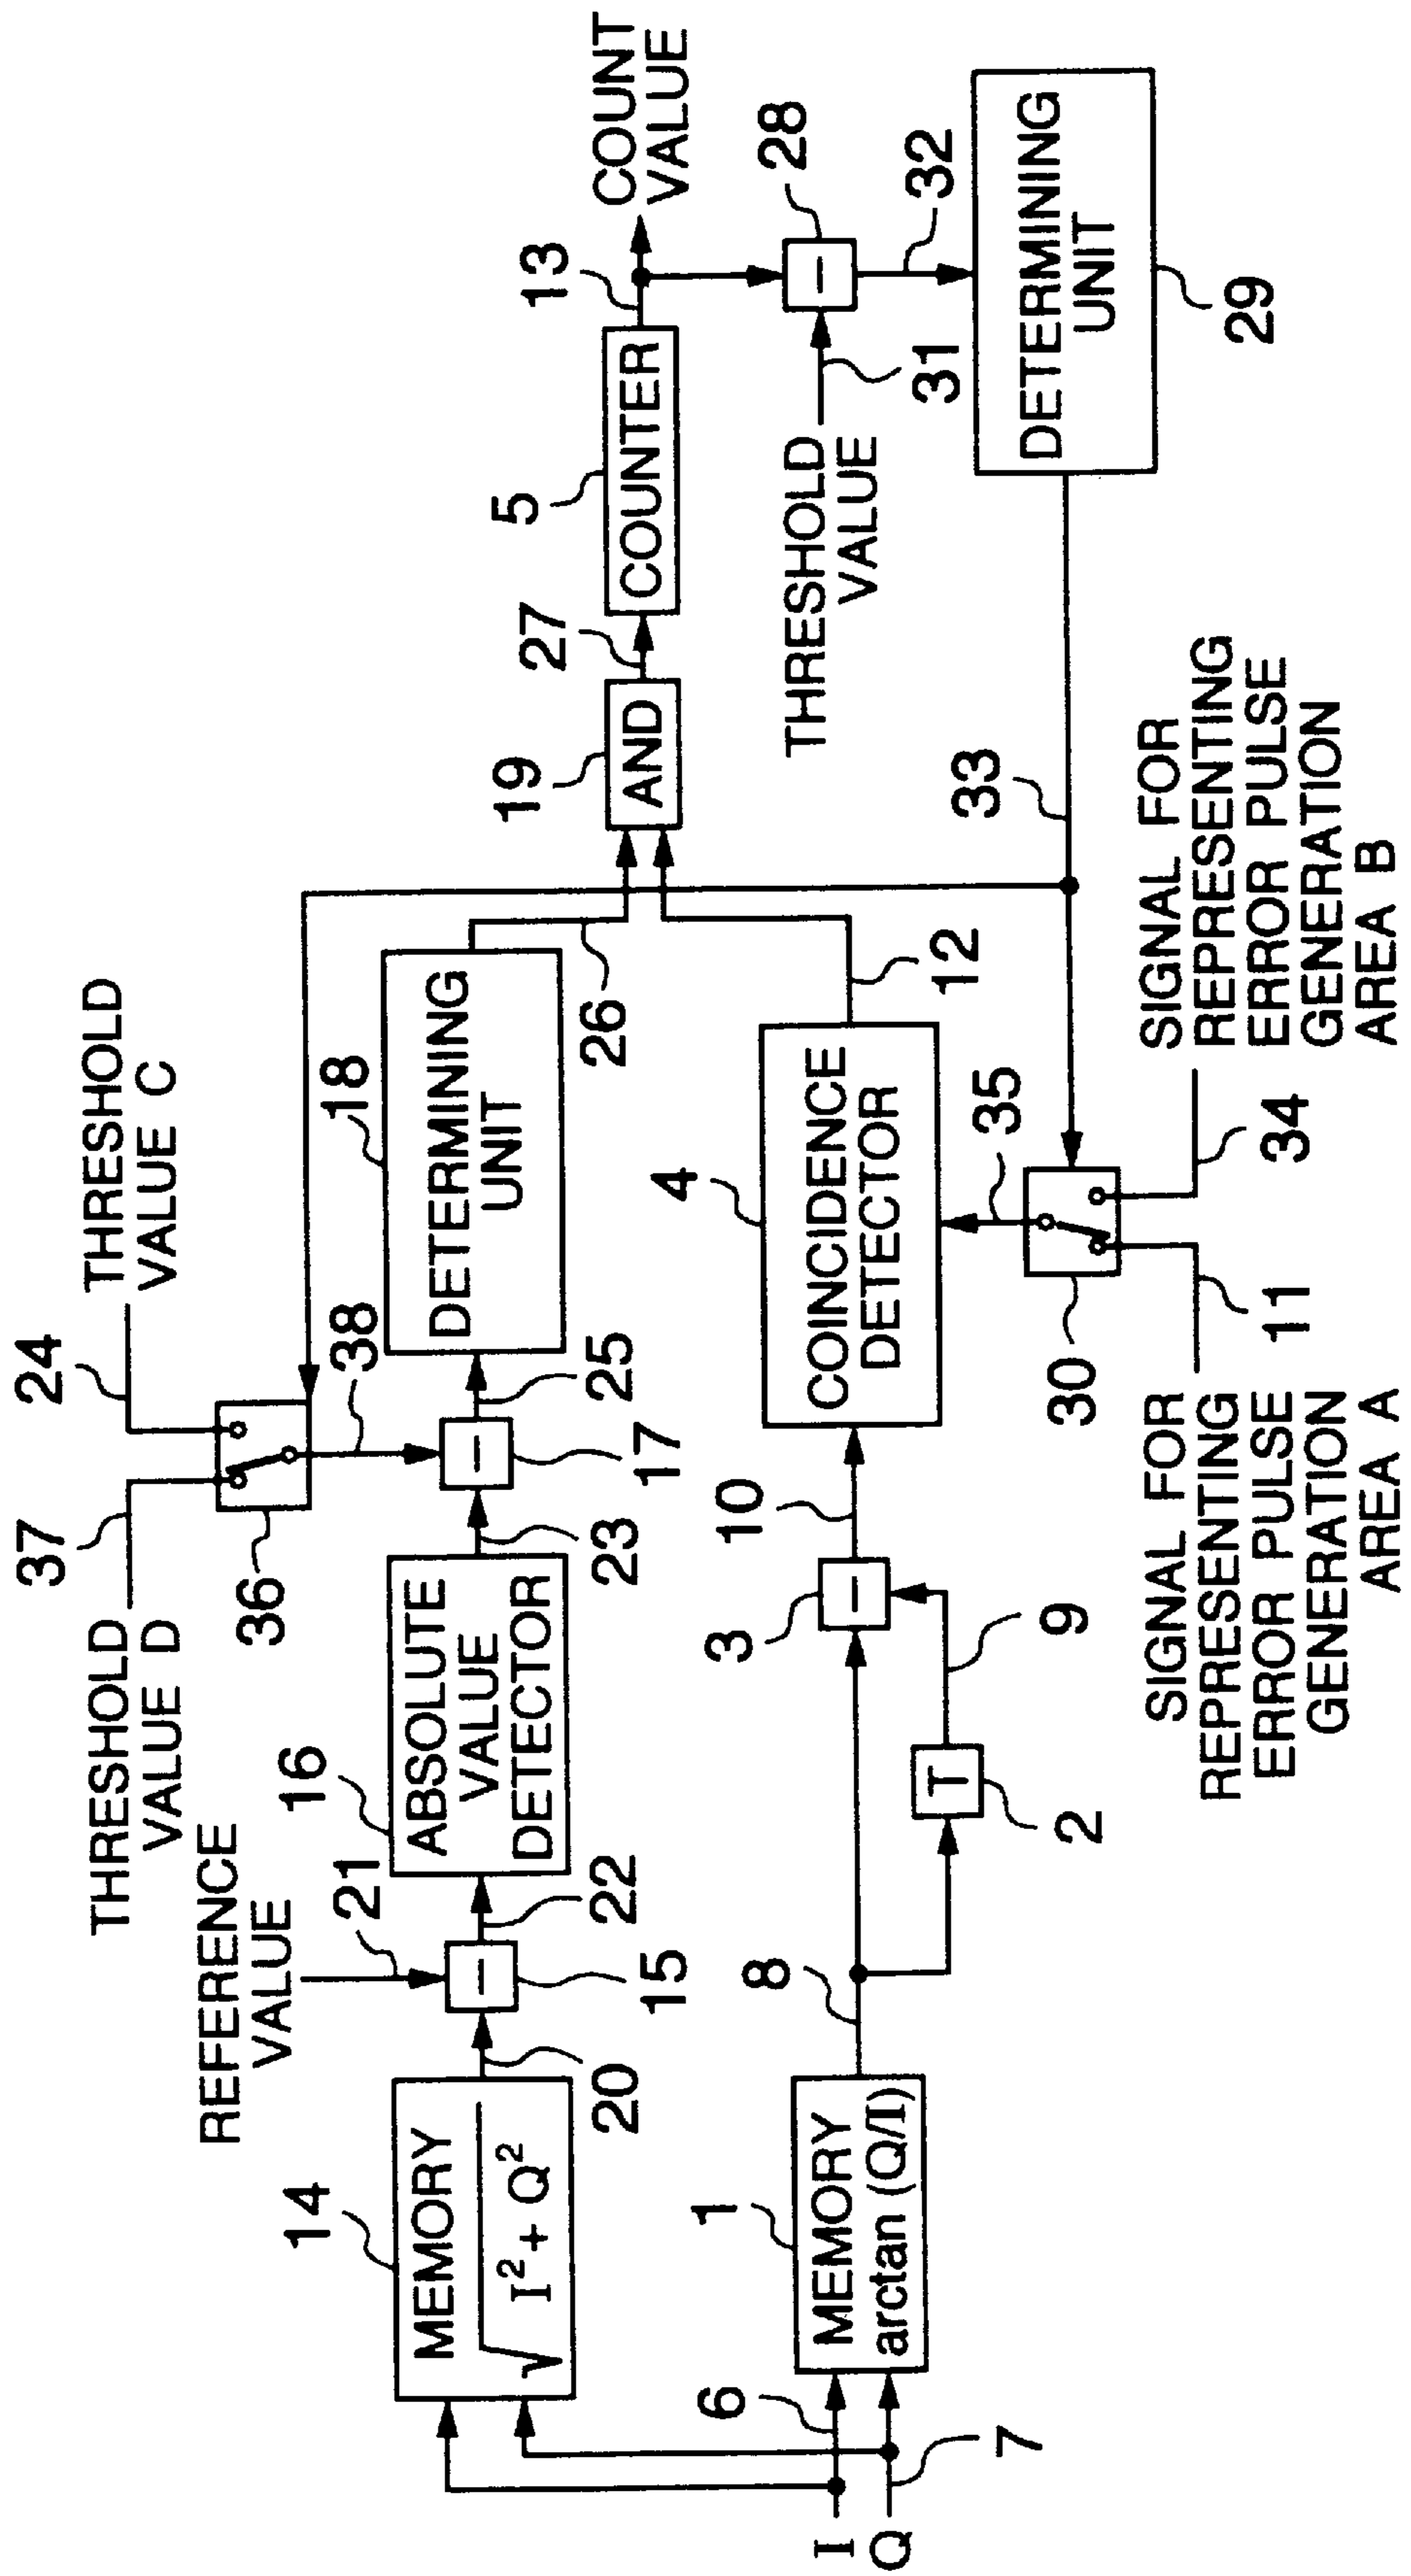 THRESHOLD
VALUE D
37
24
THRESHOLD
VALUE C
REFERENCE
VALUE
21
36
38
18
14
MEMORY
√I² + Q²
20
15
22
16
ABSOLUTE
VALUE
DETECTOR
23
17
25
DETERMINING
UNIT
26
19
AND
27
5
COUNTER
13
COUNT
VALUE
I
Q
6
7
1
MEMORY
arctan (Q/I)
8
2
T
9
3
10
4
COINCIDENCE
DETECTOR
12
THRESHOLD
VALUE
31
28
32
DETERMINING
UNIT
29
33
35
30
11
34
SIGNAL FOR
REPRESENTING
ERROR PULSE
GENERATION
AREA A
SIGNAL FOR
REPRESENTING
ERROR PULSE
GENERATION
AREA B